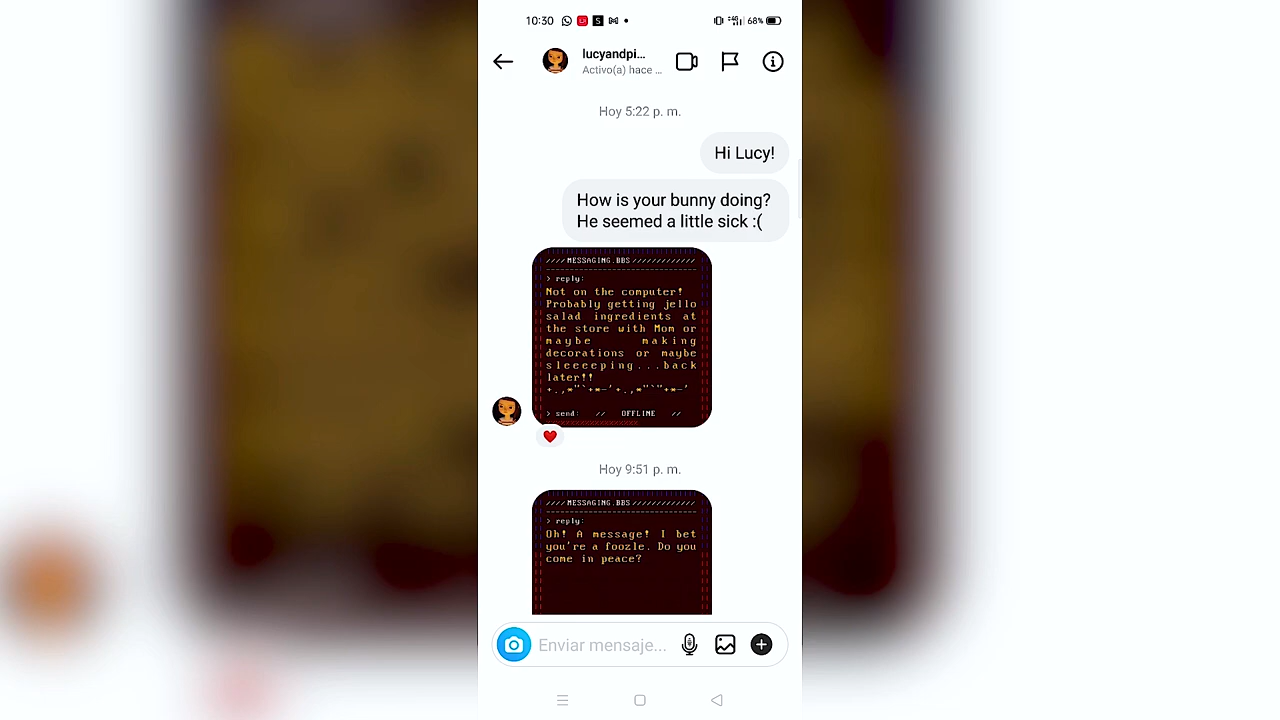 10:30 68%
lucyandpi...
Activo(a) hace ...
Hoy 5:22 p. m.
Hi Lucy!
How is your bunny doing?
He seemed a little sick :(
////MESSAGING.BBS/////////////
> reply:
Not on the computer!
Probably getting jello
salad ingredients at
the store with Mom or
maybe making
decorations or maybe
sleeeeping...back
later!!
> send: // OFFLINE //
Hoy 9:51 p. m.
////MESSAGING.BBS/////////////
> reply:
Oh! A message! I bet
you're a foozle. Do you
come in peace?
Enviar mensaje...